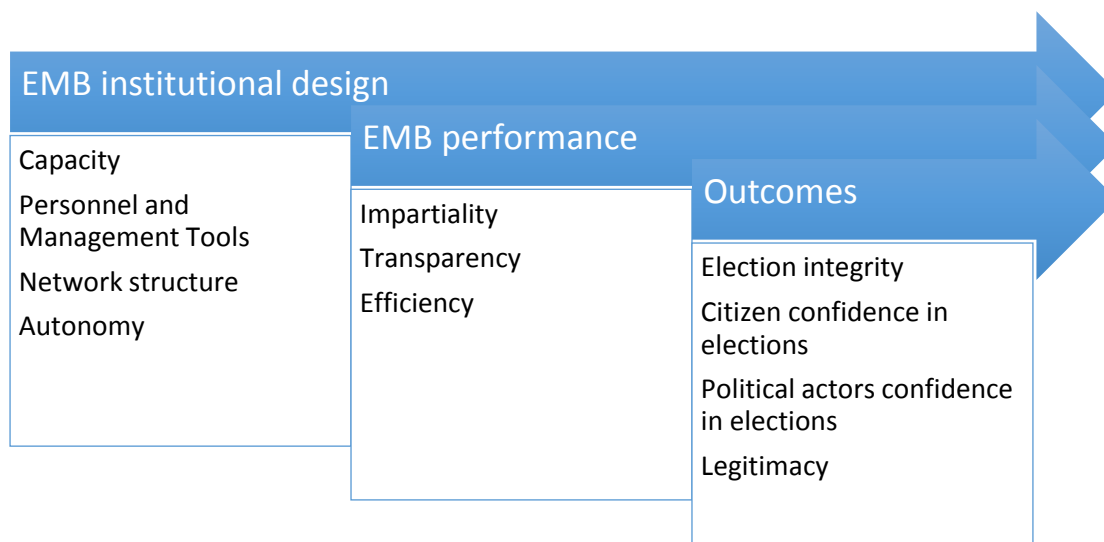 EMB institutional design
Capacity
Personnel and
Management Tools
Network structure
Autonomy
EMB performance
Impartiality
Transparency
Efficiency
Outcomes
Election integrity
Citizen confidence in
elections
Political actors confidence
in elections
Legitimacy